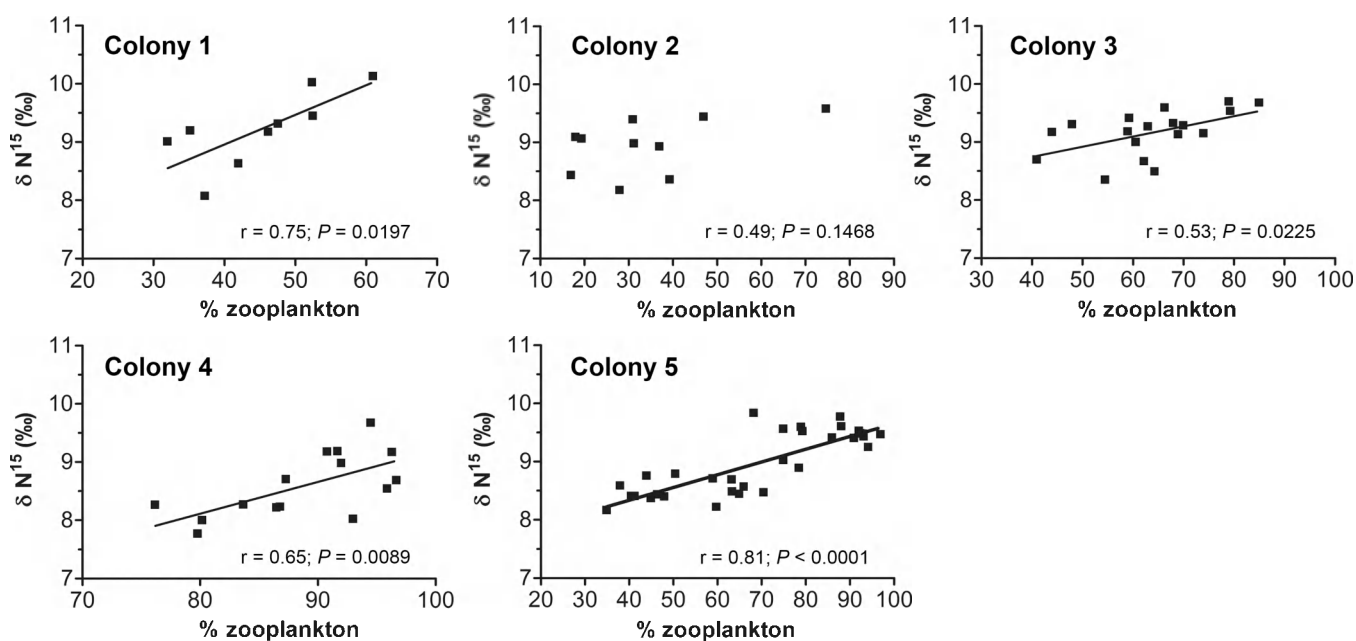 Colony 1
δ N15 (‰)
11
10
9
8
7
20 30 40 50 60 70
% zooplankton
r = 0.75; P = 0.0197
Colony 2
δ N15 (‰)
11
10
9
8
7
10 20 30 40 50 60 70 80 90
% zooplankton
r = 0.49; P = 0.1468
Colony 3
δ N15 (‰)
11
10
9
8
7
30 40 50 60 70 80 90 100
% zooplankton
r = 0.53; P = 0.0225
Colony 4
δ N15 (‰)
11
10
9
8
7
70 80 90 100
% zooplankton
r = 0.65; P = 0.0089
Colony 5
δ N15 (‰)
11
10
9
8
7
20 30 40 50 60 70 80 90 100
% zooplankton
r = 0.81; P < 0.0001